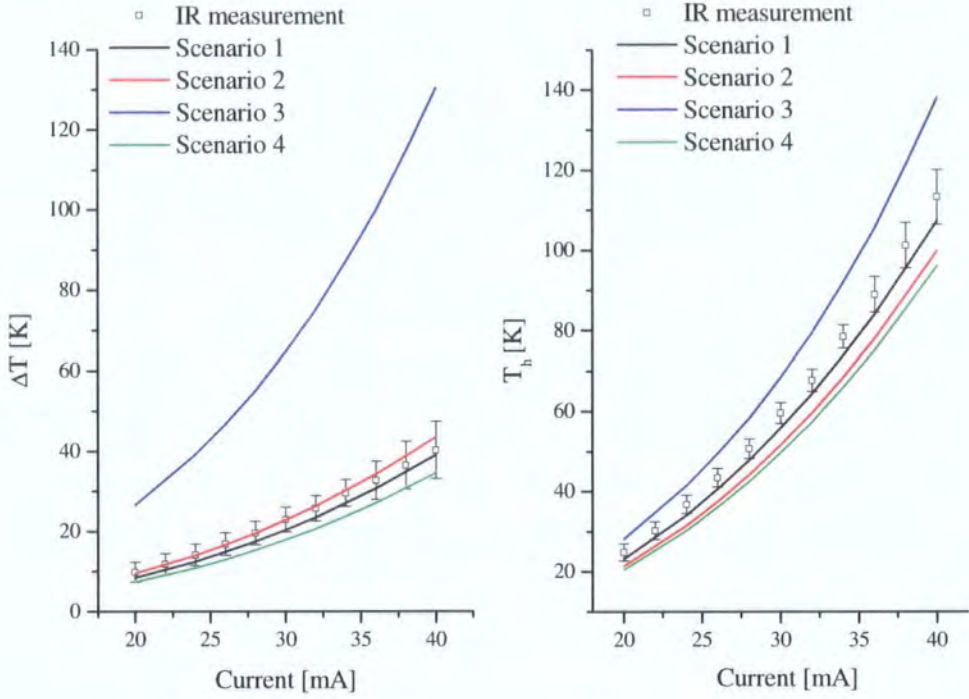 IR measurement
Scenario 1
Scenario 2
Scenario 3
Scenario 4
140
120
100
80
60
40
20
0
ΔT [K]
20 25 30 35 40
Current [mA]
IR measurement
Scenario 1
Scenario 2
Scenario 3
Scenario 4
140
120
100
80
60
40
20
T_h [K]
20 25 30 35 40
Current [mA]